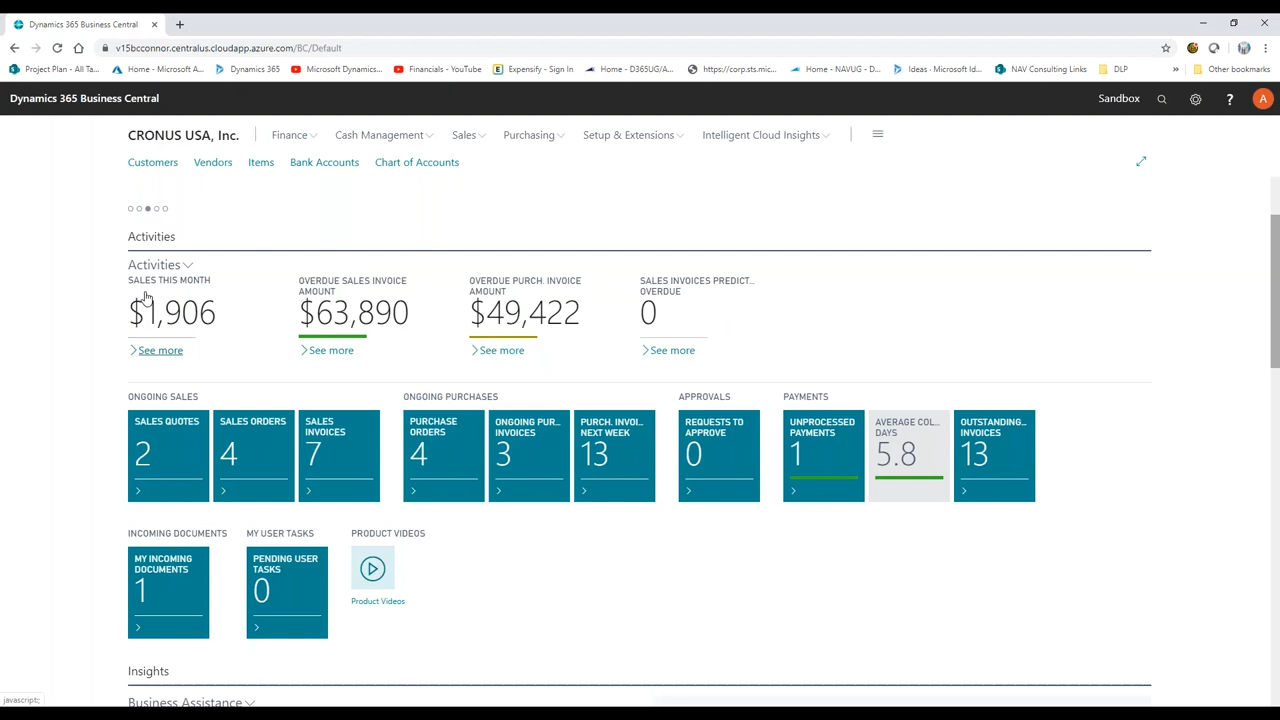 Dynamics 365 Business Central
v15bcconnor.centralus.cloudapp.azure.com/BC/Default
Project Plan - All Ta...
Home - Microsoft A...
Dynamics 365
Microsoft Dynamics...
Financials - YouTube
Expensify - Sign In
Home - D365UG/A...
https://corp.sts.mic...
Home - NAVUG - D...
Ideas · Microsoft Id...
NAV Consulting Links
DLP
Other bookmarks
Dynamics 365 Business Central
Sandbox
?
A
CRONUS USA, Inc.
Finance
Cash Management
Sales
Purchasing
Setup & Extensions
Intelligent Cloud Insights
Customers
Vendors
Items
Bank Accounts
Chart of Accounts
Activities
Activities
SALES THIS MONTH
$1,906
See more
OVERDUE SALES INVOICE
AMOUNT
$63,890
See more
OVERDUE PURCH. INVOICE
AMOUNT
$49,422
See more
SALES INVOICES PREDICT...
OVERDUE
0
See more
ONGOING SALES
SALES QUOTES
2
SALES ORDERS
4
SALES
INVOICES
7
ONGOING PURCHASES
PURCHASE
ORDERS
4
ONGOING PUR...
INVOICES
3
PURCH. INVOI...
NEXT WEEK
13
APPROVALS
REQUESTS TO
APPROVE
0
PAYMENTS
UNPROCESSED
PAYMENTS
1
AVERAGE COL...
DAYS
5.8
OUTSTANDING...
INVOICES
13
INCOMING DOCUMENTS
MY INCOMING
DOCUMENTS
1
MY USER TASKS
PENDING USER
TASKS
0
PRODUCT VIDEOS
Product Videos
Insights
Business Assistance
javascript:;